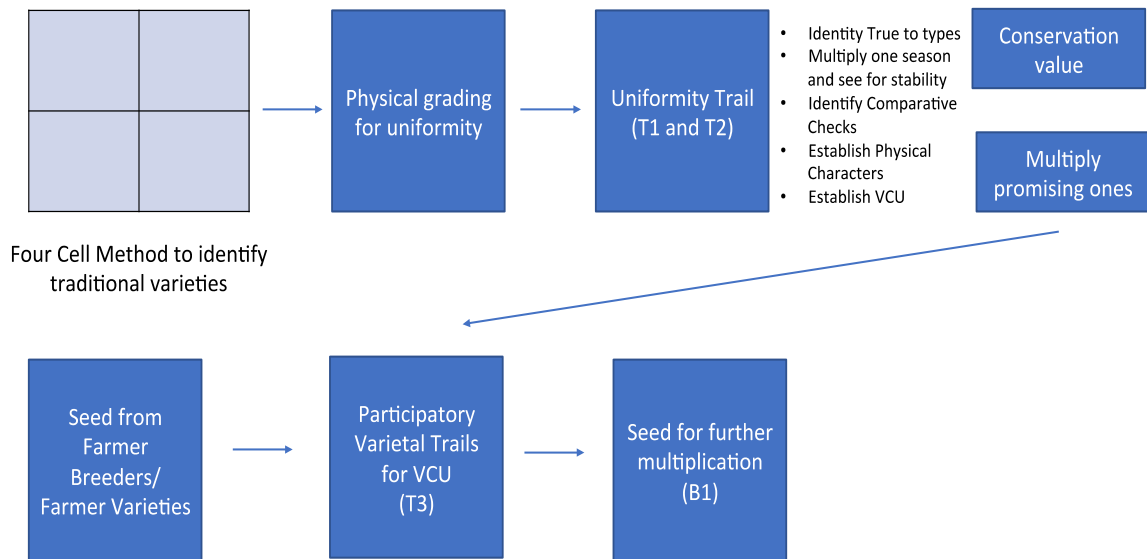 Four Cell Method to identify
traditional varieties
Physical grading
for uniformity
Uniformity Trail
(T1 and T2)
• Identity True to types
• Multiply one season
and see for stability
• Identify Comparative
Checks
• Establish Physical
Characters
• Establish VCU
Conservation
value
Multiply
promising ones
Seed from
Farmer
Breeders/
Farmer Varieties
Participatory
Varietal Trails
for VCU
(T3)
Seed for further
multiplication
(B1)